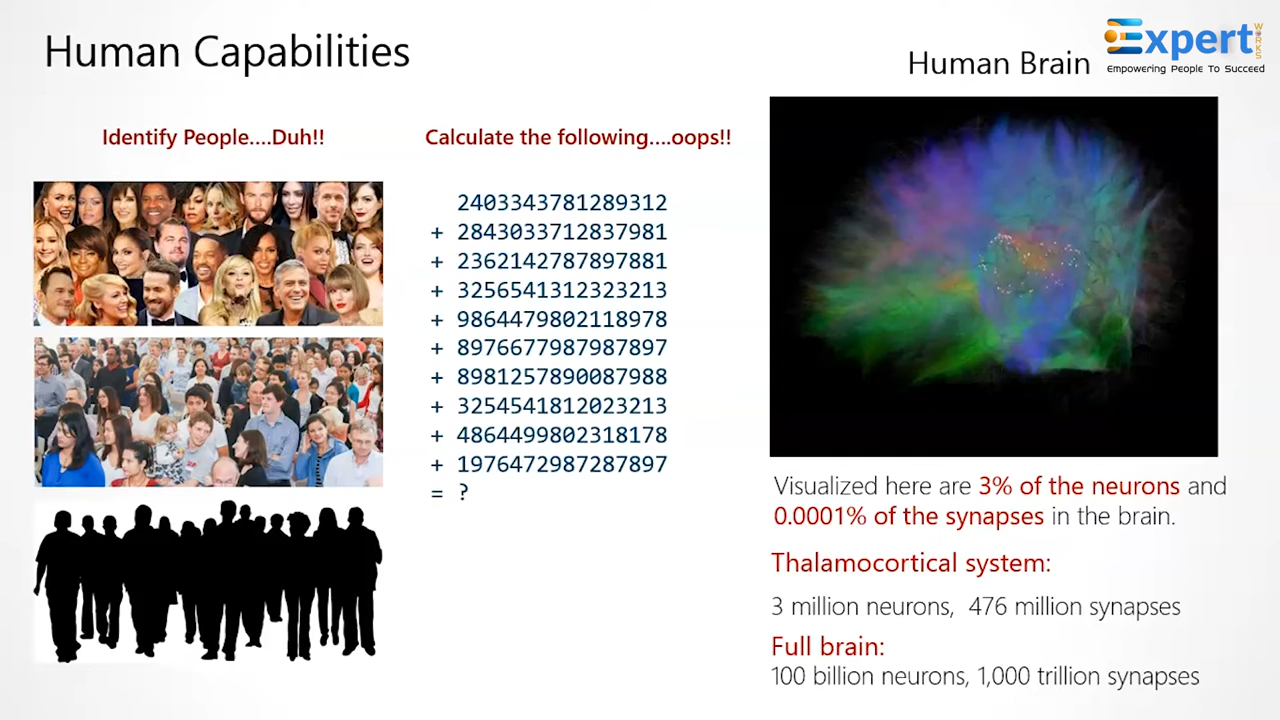 Human Capabilities
Expert
WORKS
Empowering People To Succeed
Human Brain
Identify People....Duh!!
Calculate the following....oops!!
2403343781289312
+ 2843033712837981
+ 2362142787897881
+ 3256541312323213
+ 9864479802118978
+ 8976677987987897
+ 8981257890087988
+ 3254541812023213
+ 4864499802318178
+ 1976472987287897
= ?
Visualized here are 3% of the neurons and
0.0001% of the synapses in the brain.
Thalamocortical system:
3 million neurons, 476 million synapses
Full brain:
100 billion neurons, 1,000 trillion synapses